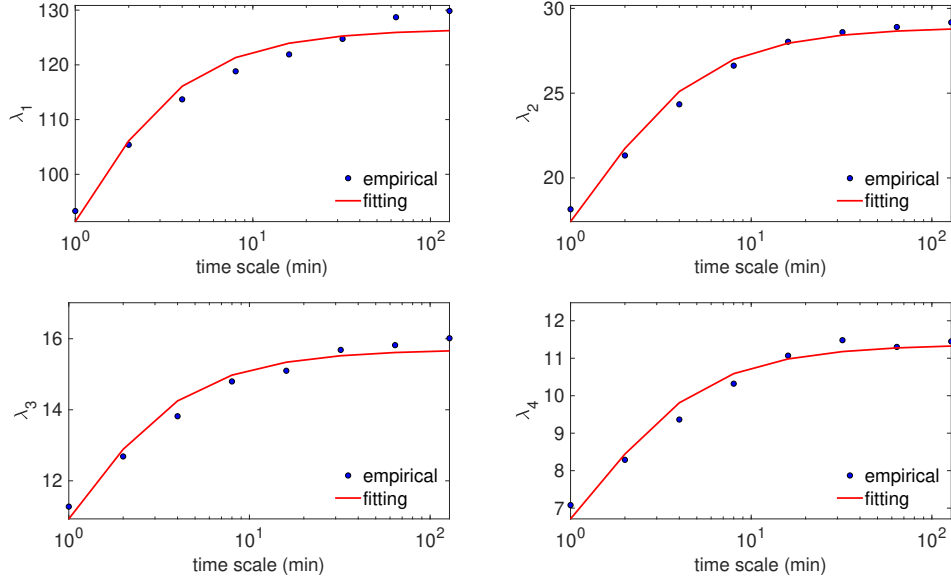 130
120
110
100
λ1
empirical
fitting
10^0 10^1 10^2
time scale (min)
30
25
20
λ2
empirical
fitting
10^0 10^1 10^2
time scale (min)
16
14
12
λ3
empirical
fitting
10^0 10^1 10^2
time scale (min)
12
11
10
9
8
7
λ4
empirical
fitting
10^0 10^1 10^2
time scale (min)